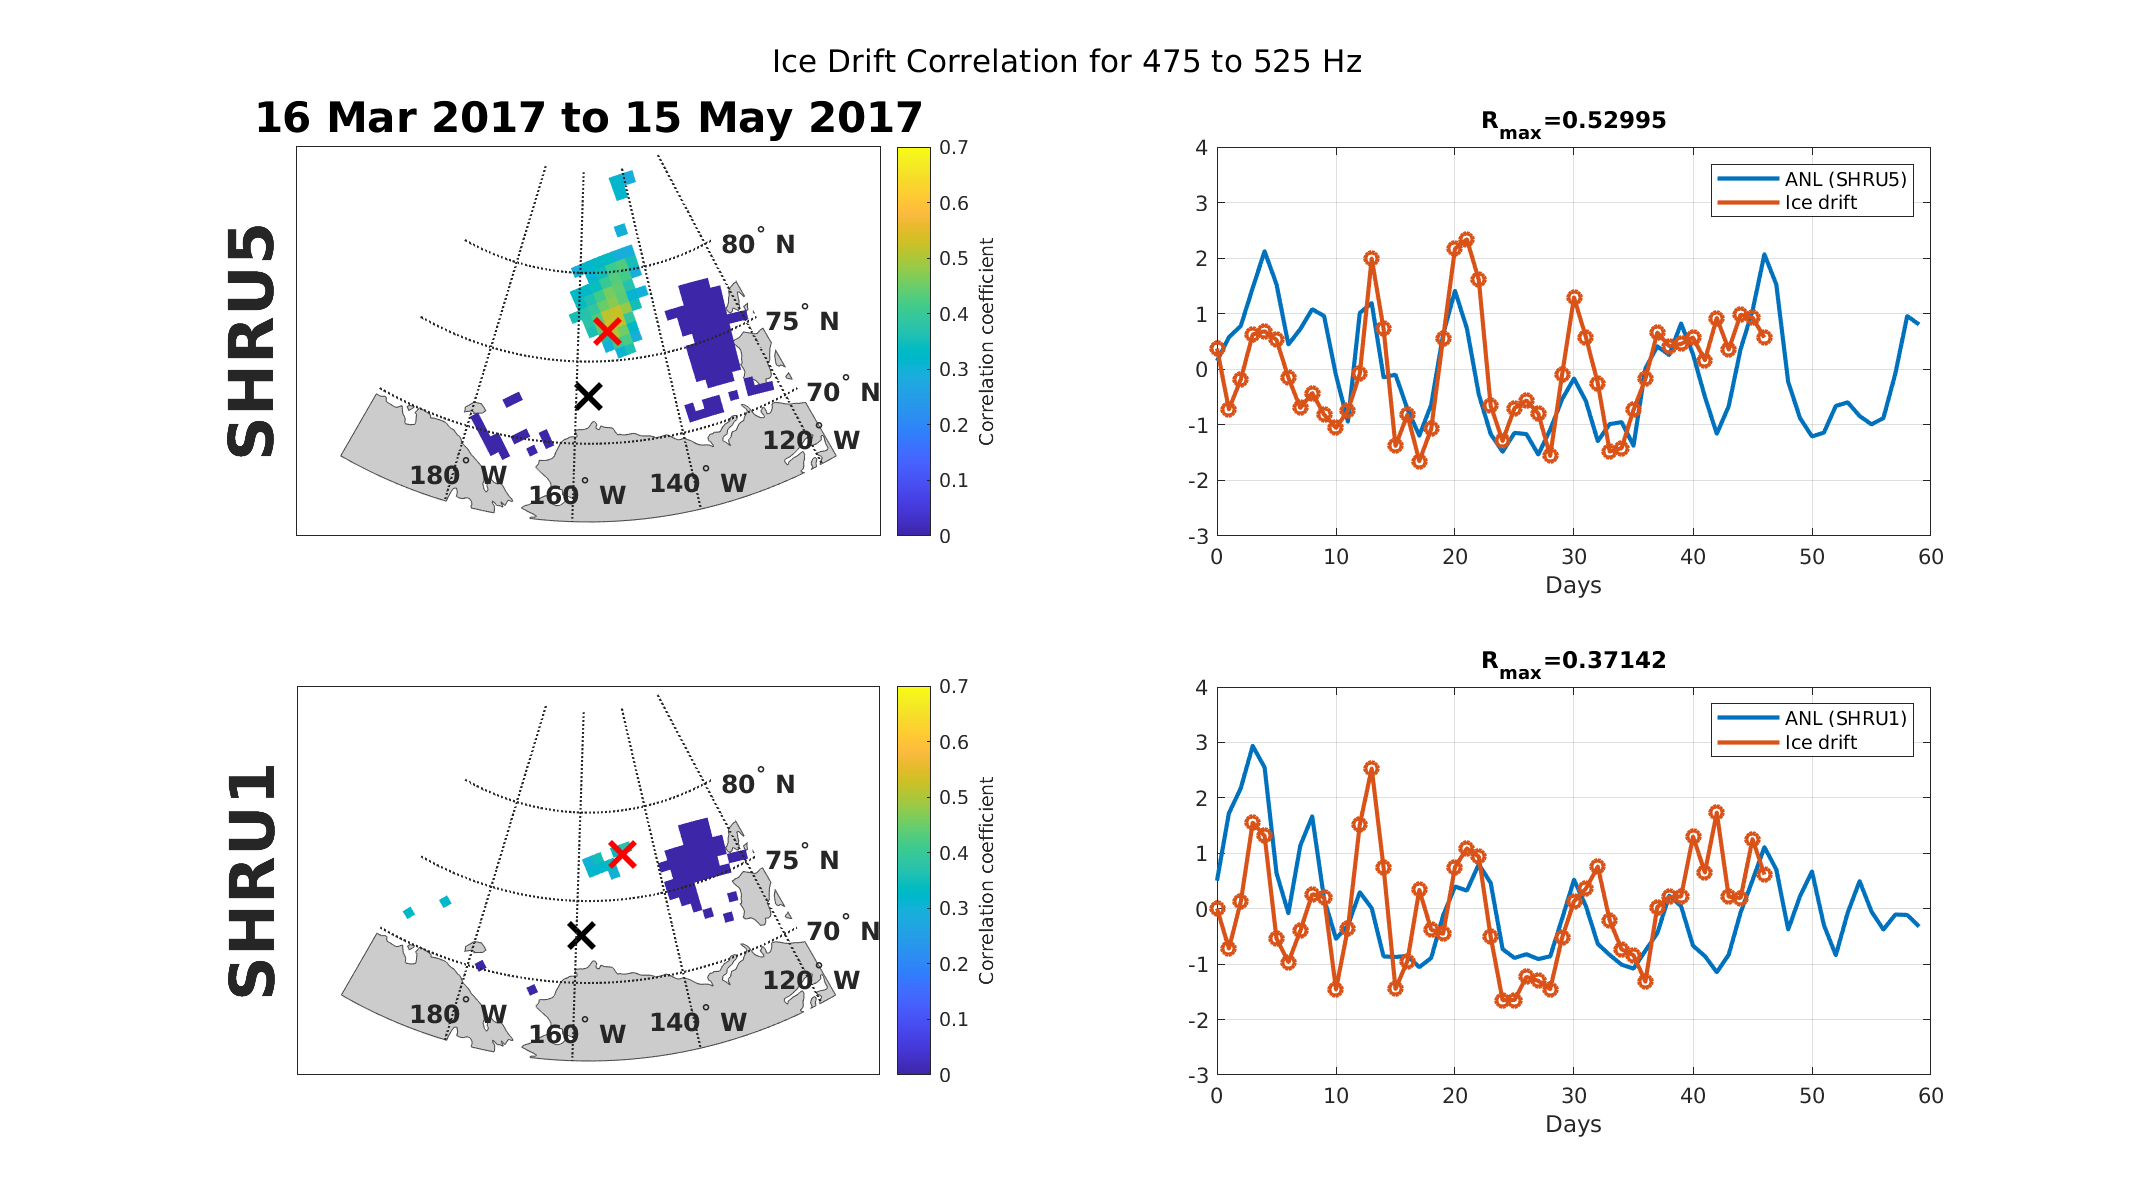 Ice Drift Correlation for 475 to 525 Hz
16 Mar 2017 to 15 May 2017
SHRU5
80° N
75° N
70° N
120° W
180° W
160° W
140° W
0.7
0.6
0.5
0.4
0.3
0.2
0.1
0
Correlation coefficient
Rmax=0.52995
ANL (SHRU5)
Ice drift
4
3
2
1
0
-1
-2
-3
0 10 20 30 40 50 60
Days
SHRU1
80° N
75° N
70° N
120° W
180° W
160° W
140° W
0.7
0.6
0.5
0.4
0.3
0.2
0.1
0
Correlation coefficient
Rmax=0.37142
ANL (SHRU1)
Ice drift
4
3
2
1
0
-1
-2
-3
0 10 20 30 40 50 60
Days